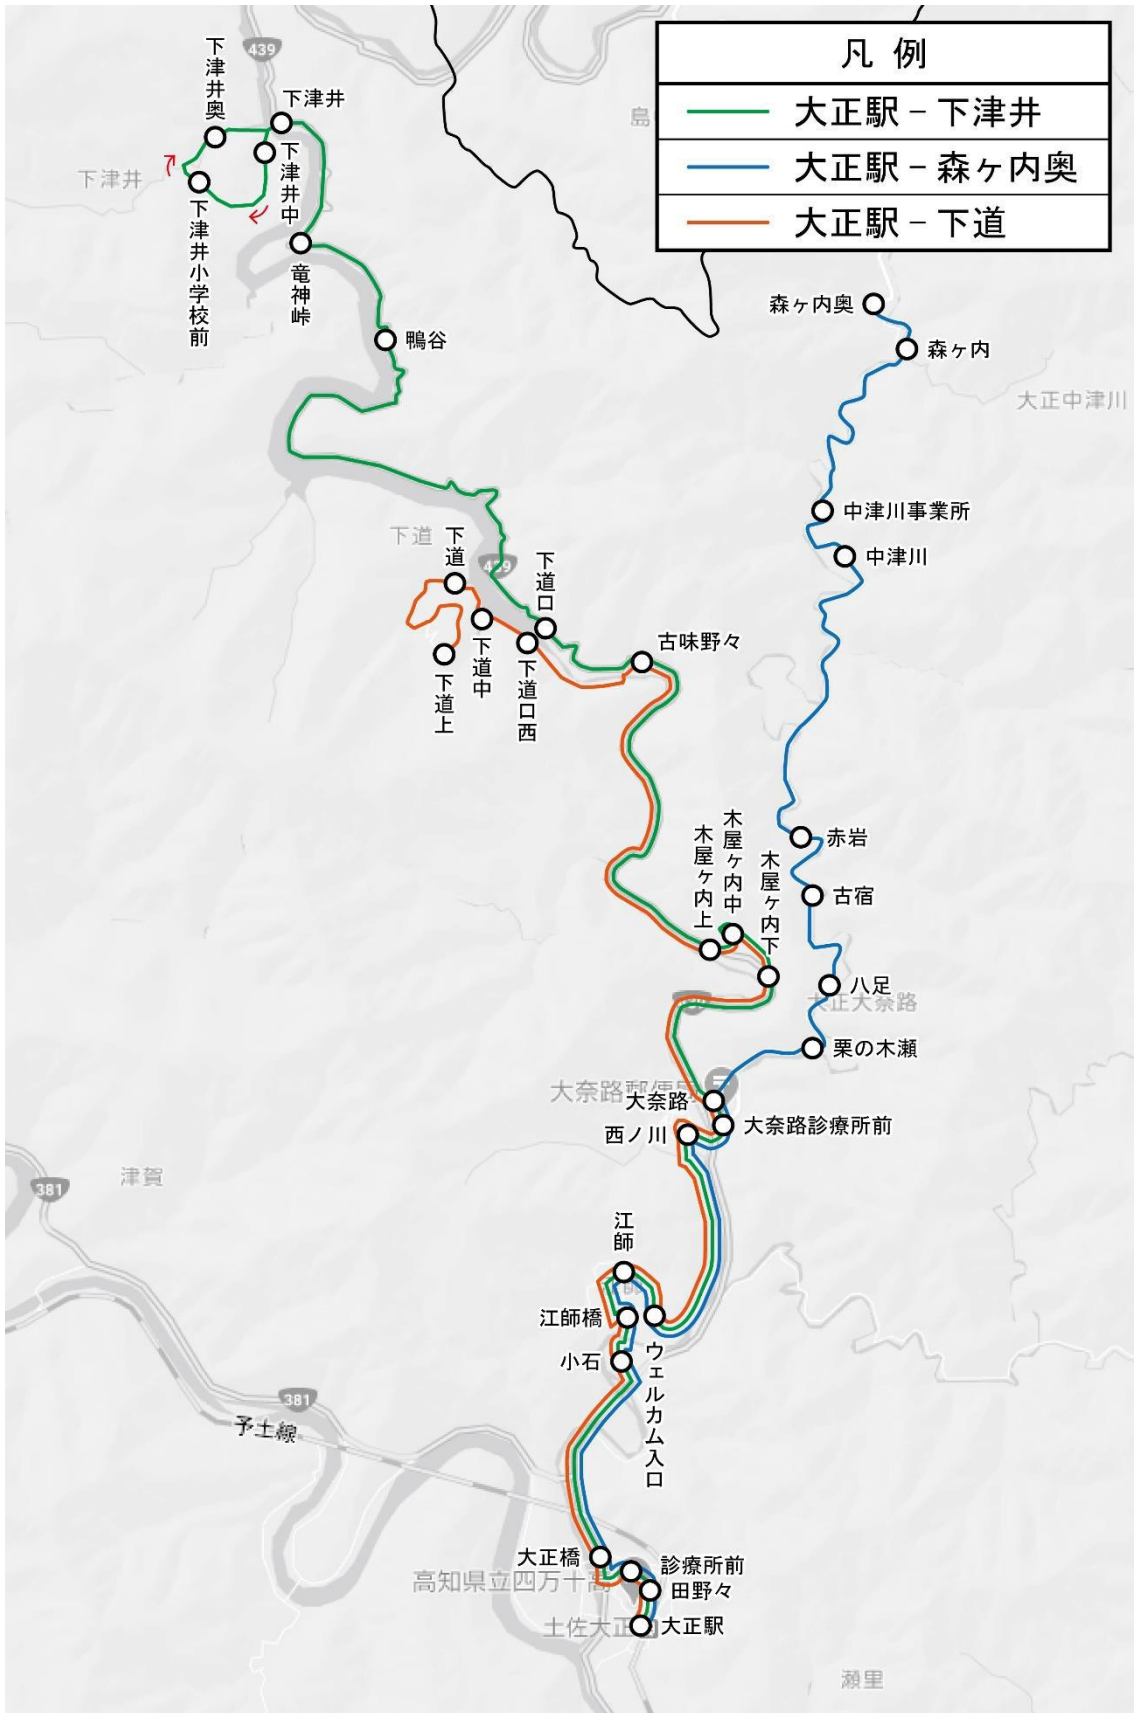 凡例
大正駅－下津井
大正駅－森ヶ内奥
大正駅－下道
439
下津井奥
下津井
島
下津井
下津井中
下津井小学校前
竜神峠
鴨谷
森ヶ内奥
森ヶ内
大正中津川
中津川事業所
中津川
下道
下道
439
下道口
古味野々
下道中
下道口西
下道上
赤岩
木屋ヶ内中
木屋ヶ内上
木屋ヶ内下
古宿
八足
大正大奈路
栗の木瀬
大奈路郵便局
大奈路
大奈路診療所前
西ノ川
津賀
381
江師
江師橋
小石
ウェルカム入口
381
予土線
大正橋
診療所前
高知県立四万十高
田野々
土佐大正
大正駅
瀬里